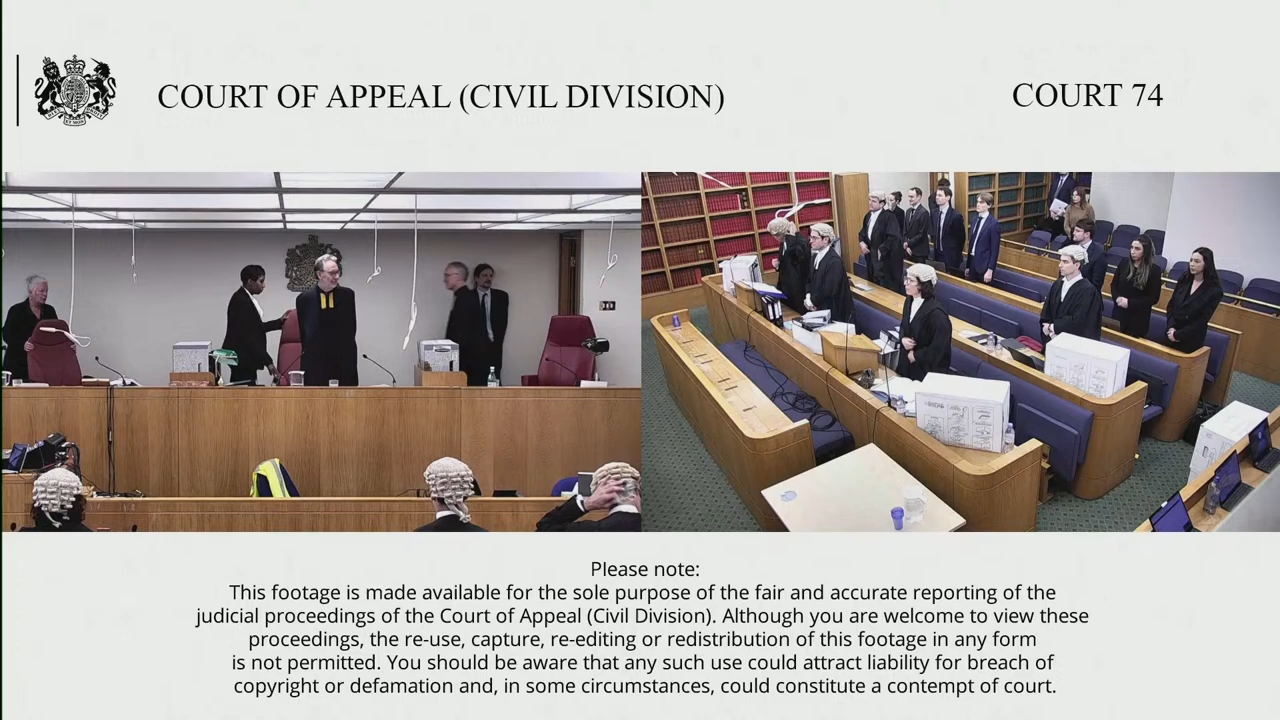 COURT OF APPEAL (CIVIL DIVISION)
COURT 74
Please note:
This footage is made available for the sole purpose of the fair and accurate reporting of the
judicial proceedings of the Court of Appeal (Civil Division). Although you are welcome to view these
proceedings, the re-use, capture, re-editing or redistribution of this footage in any form
is not permitted. You should be aware that any such use could attract liability for breach of
copyright or defamation and, in some circumstances, could constitute a contempt of court.